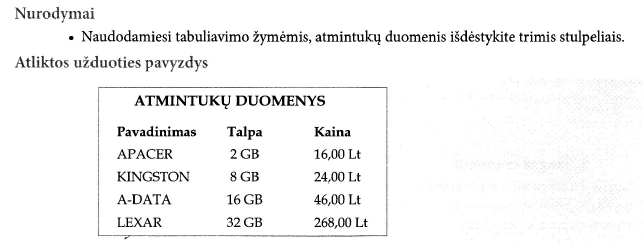 Nurodymai
• Naudodamiesi tabuliavimo žymėmis, atmintukų duomenis išdėstykite trimis stulpeliais.
Atliktos užduoties pavyzdys
ATMINTUKŲ DUOMENYS
Pavadinimas Talpa Kaina
APACER 2 GB 16,00 Lt
KINGSTON 8 GB 24,00 Lt
A-DATA 16 GB 46,00 Lt
LEXAR 32 GB 268,00 Lt